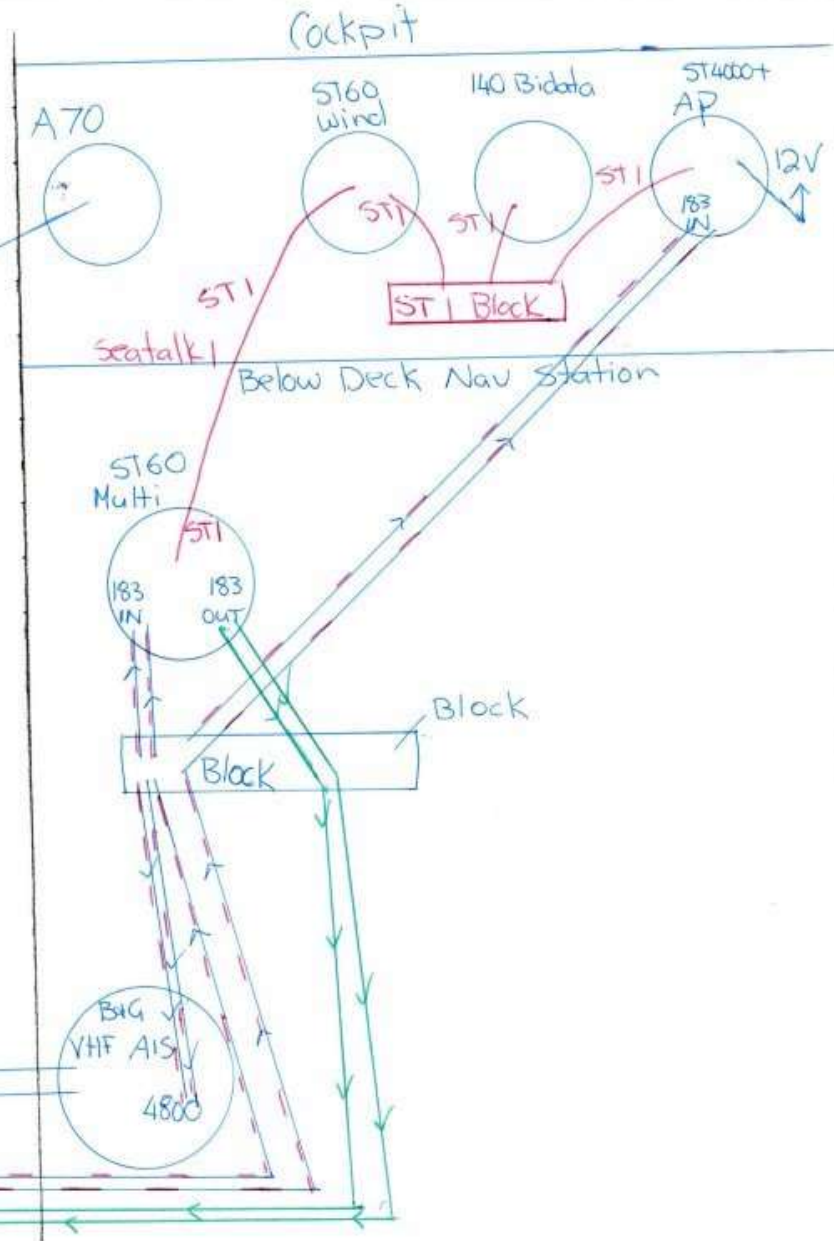 Cockpit
A70
ST60
Wind
140 Bidata
ST4000+
AP
12V
183
IN
ST1
ST1
ST1
ST1
ST1 Block
Seatalk1
Below Deck Nav Station
ST60
Multi
ST1
183
IN
183
OUT
Block
Block
B&G
VHF AIS
4800